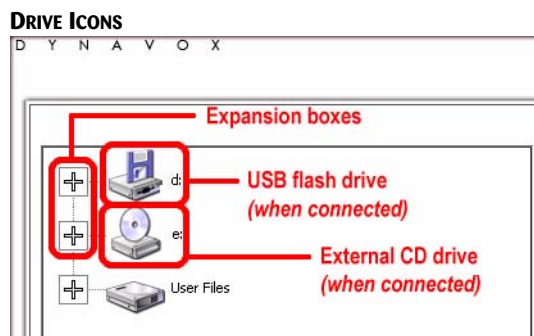 DRIVE ICONS
D Y N A V O X
Expansion boxes
d:
USB flash drive
(when connected)
e:
External CD drive
(when connected)
User Files